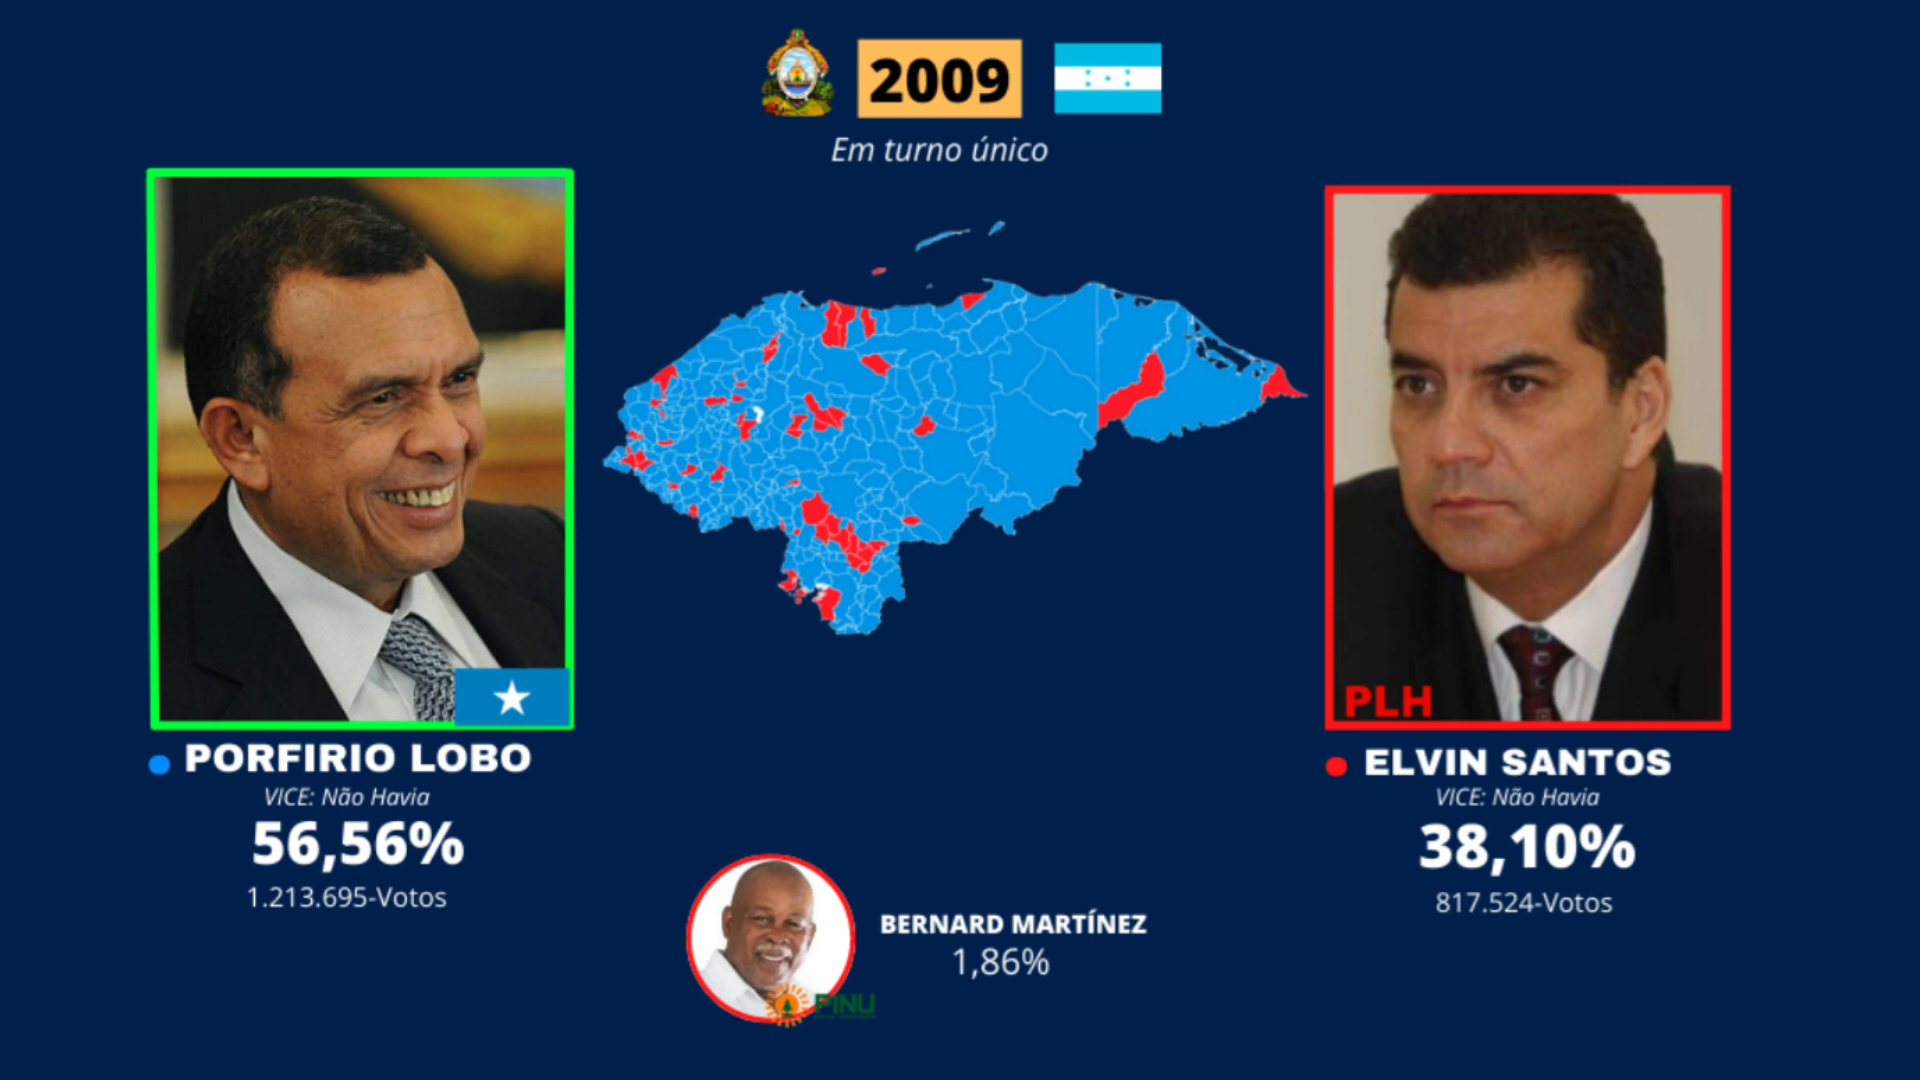 2009
Em turno único
PLH
PORFIRIO LOBO
VICE: Não Havia
56,56%
1.213.695-Votos
ELVIN SANTOS
VICE: Não Havia
38,10%
817.524-Votos
BERNARD MARTÍNEZ
1,86%
PINU